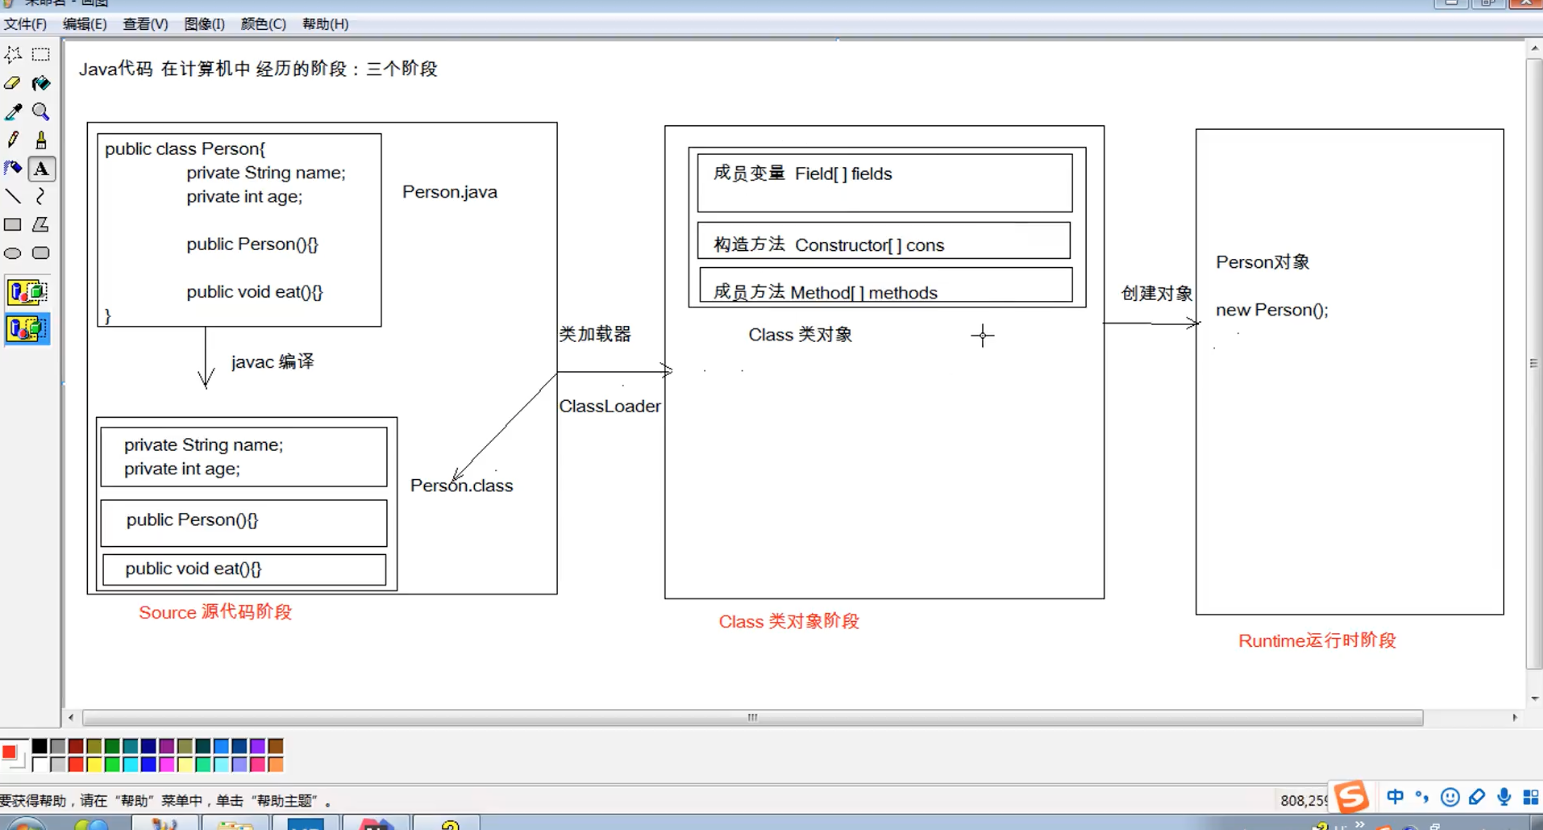 未命名 - 画图
文件(F) 编辑(E) 查看(V) 图像(I) 颜色(C) 帮助(H)
Java代码 在计算机中 经历的阶段：三个阶段
public class Person{
private String name;
private int age;
public Person(){}
public void eat(){}
}
Person.java
javac 编译
private String name;
private int age;
public Person(){}
public void eat(){}
Person.class
Source 源代码阶段
类加载器
ClassLoader
成员变量 Field[ ] fields
构造方法 Constructor[ ] cons
成员方法 Method[ ] methods
Class 类对象
Class 类对象阶段
创建对象
Person对象
new Person();
Runtime运行时阶段
要获得帮助，请在“帮助”菜单中，单击“帮助主题”。
808,259
中